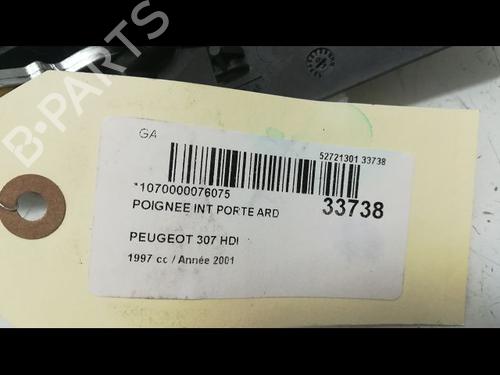 B-PARTS
GA
52721301 33738
*1070000076075
POIGNEE INT PORTE ARD
33738
PEUGEOT 307 HDI
1997 cc / Année 2001